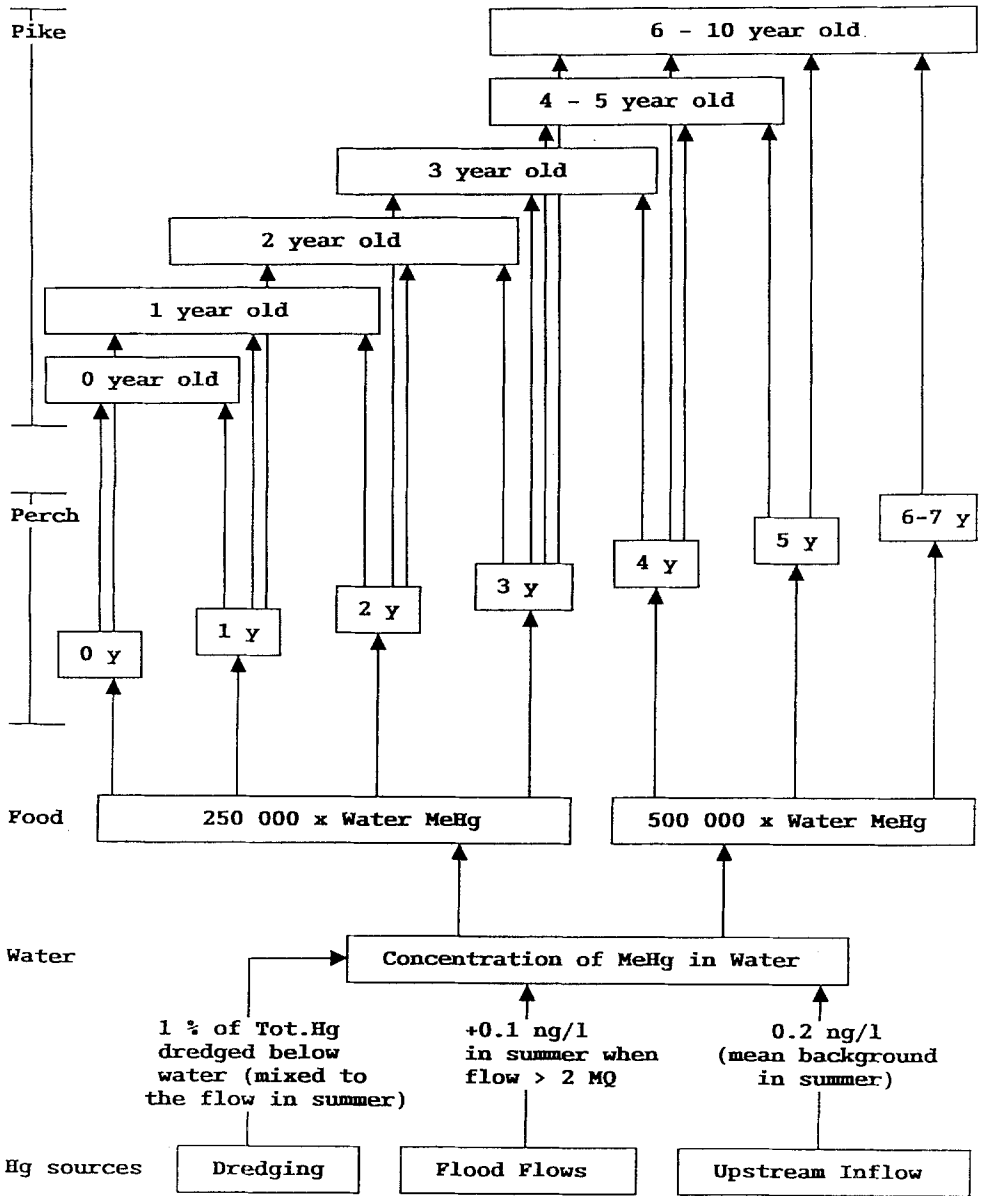 Pike
6 - 10 year old
4 - 5 year old
3 year old
2 year old
1 year old
0 year old
Perch
6-7 y
5 y
4 y
3 y
2 y
1 y
0 y
Food
250 000 x Water MeHg
500 000 x Water MeHg
Water
Concentration of MeHg in Water
1 % of Tot.Hg
dredged below
water (mixed to
the flow in summer)
+0.1 ng/l
in summer when
flow > 2 MQ
0.2 ng/l
(mean background
in summer)
Hg sources
Dredging
Flood Flows
Upstream Inflow